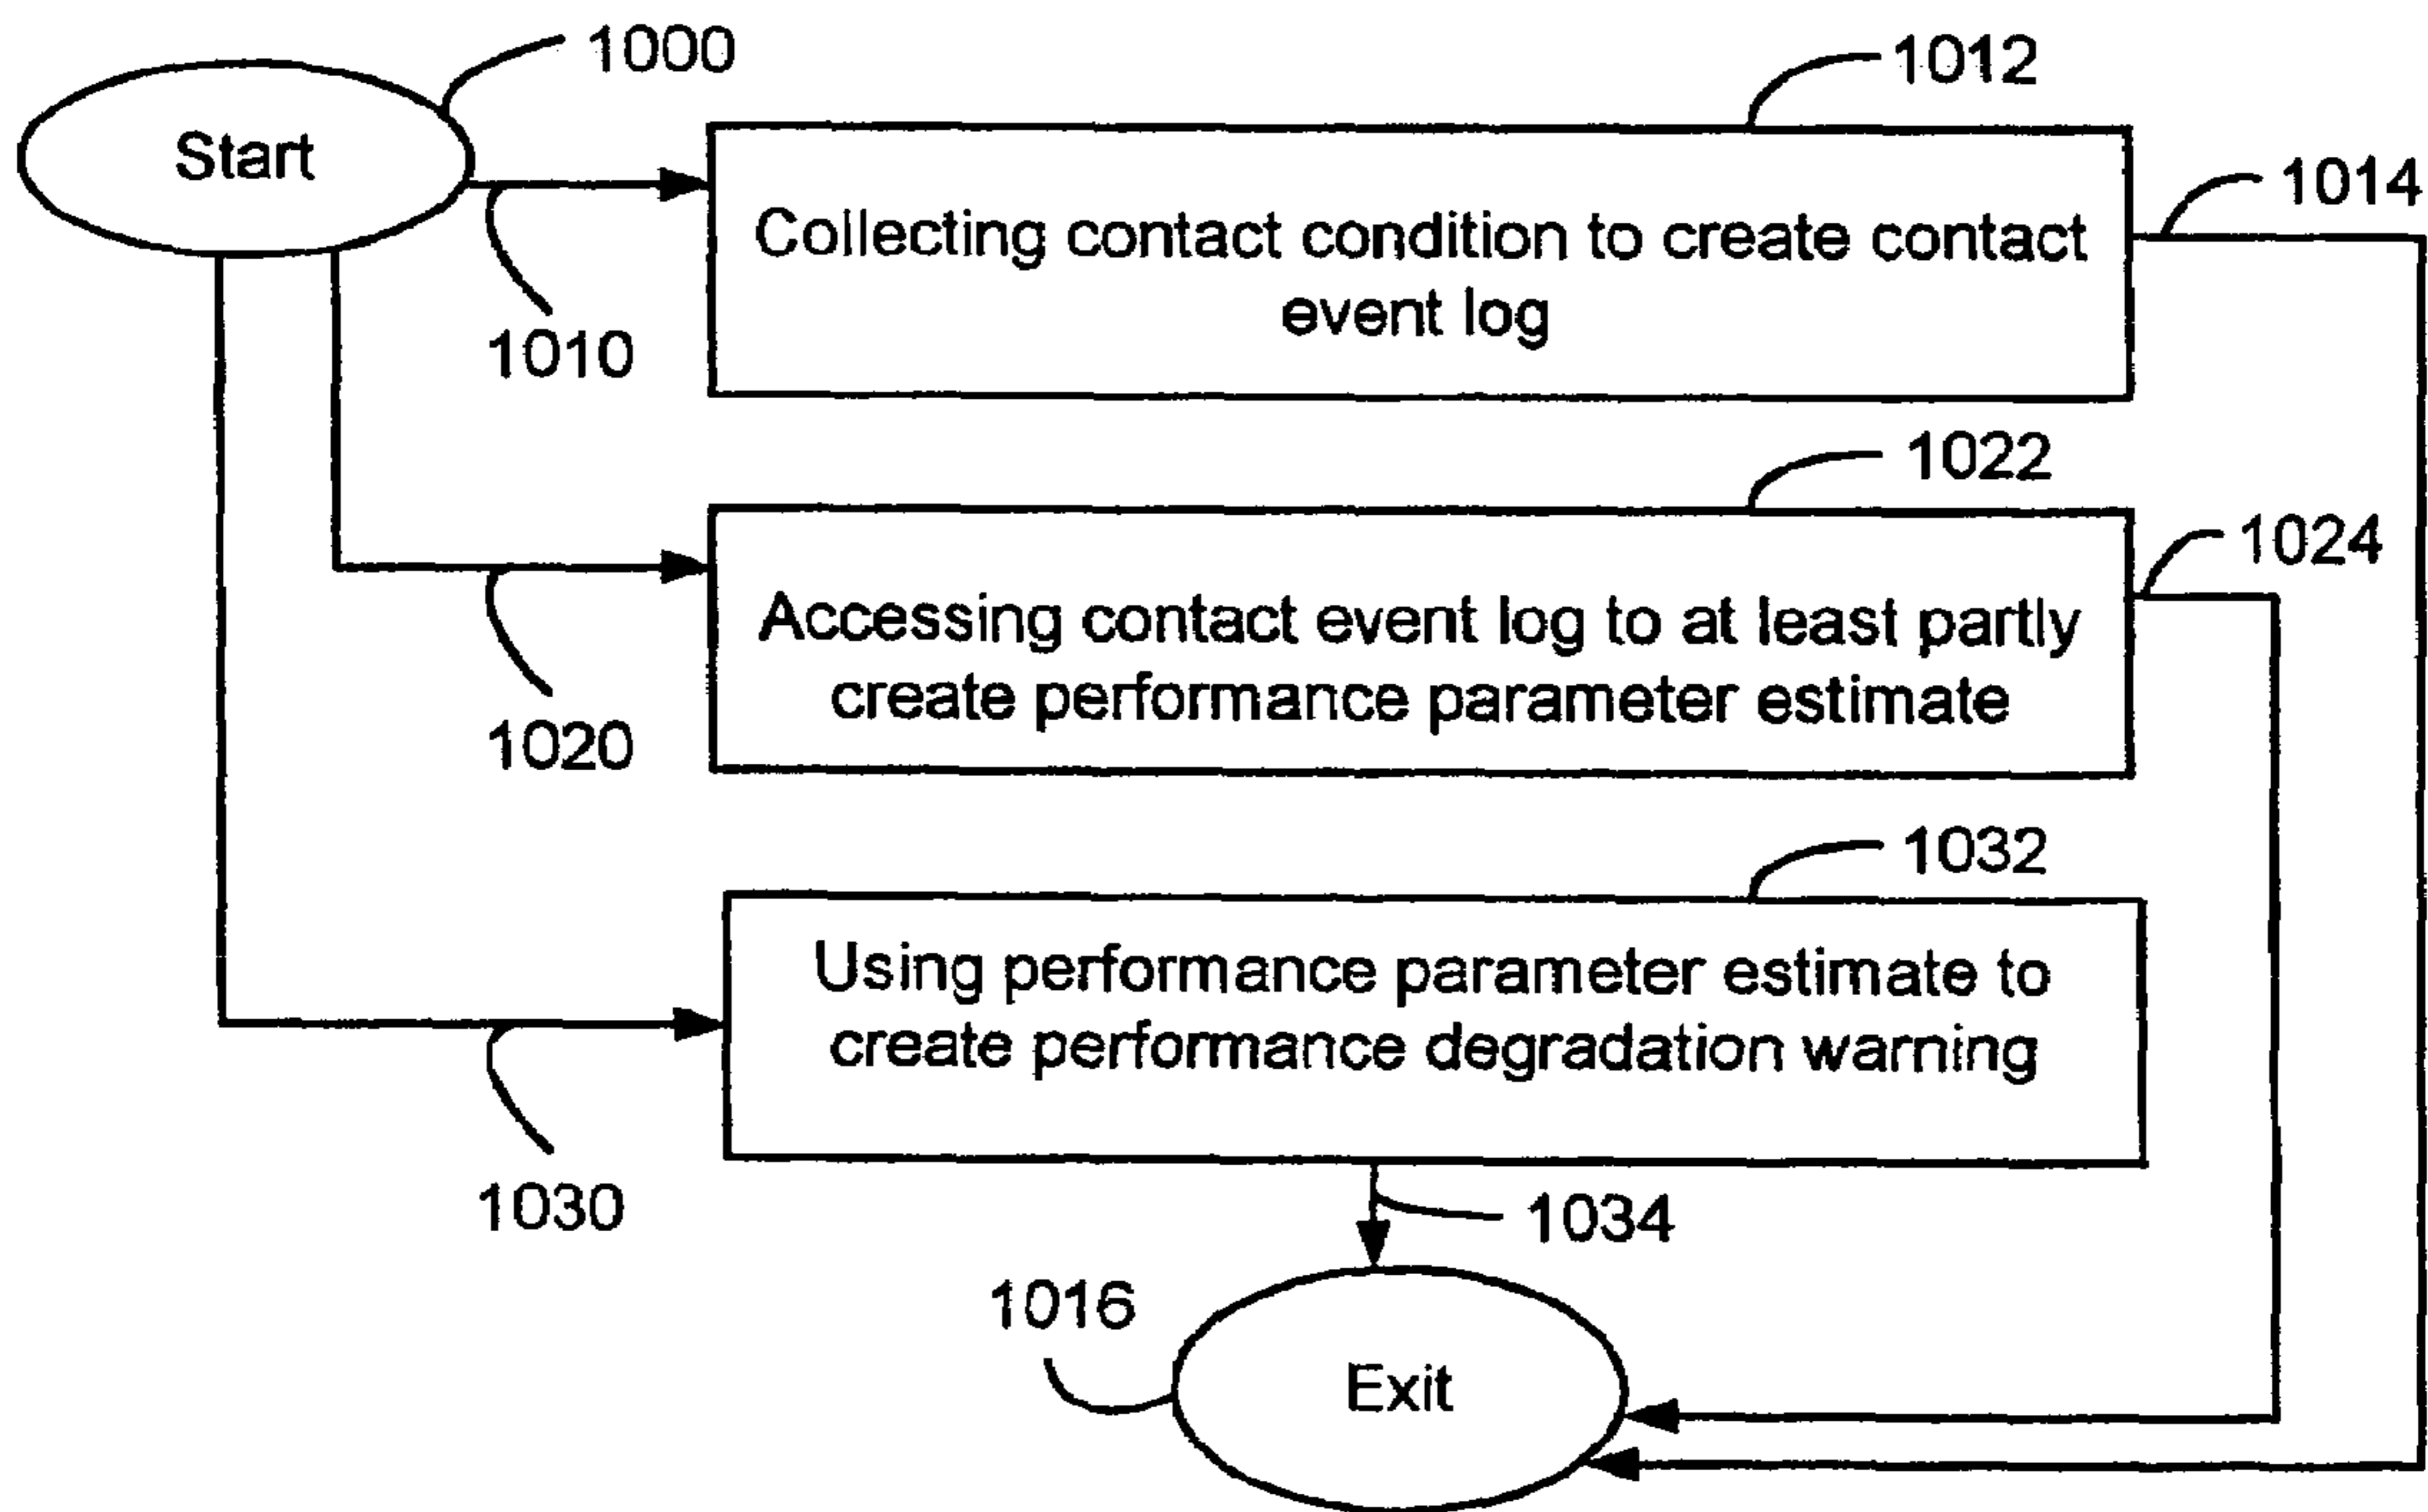 1000
1012
Start
1014
Collecting contact condition to create contact
event log
1010
1022
1024
Accessing contact event log to at least partly
create performance parameter estimate
1020
1032
Using performance parameter estimate to
create performance degradation warning
1030
1034
1016
Exit